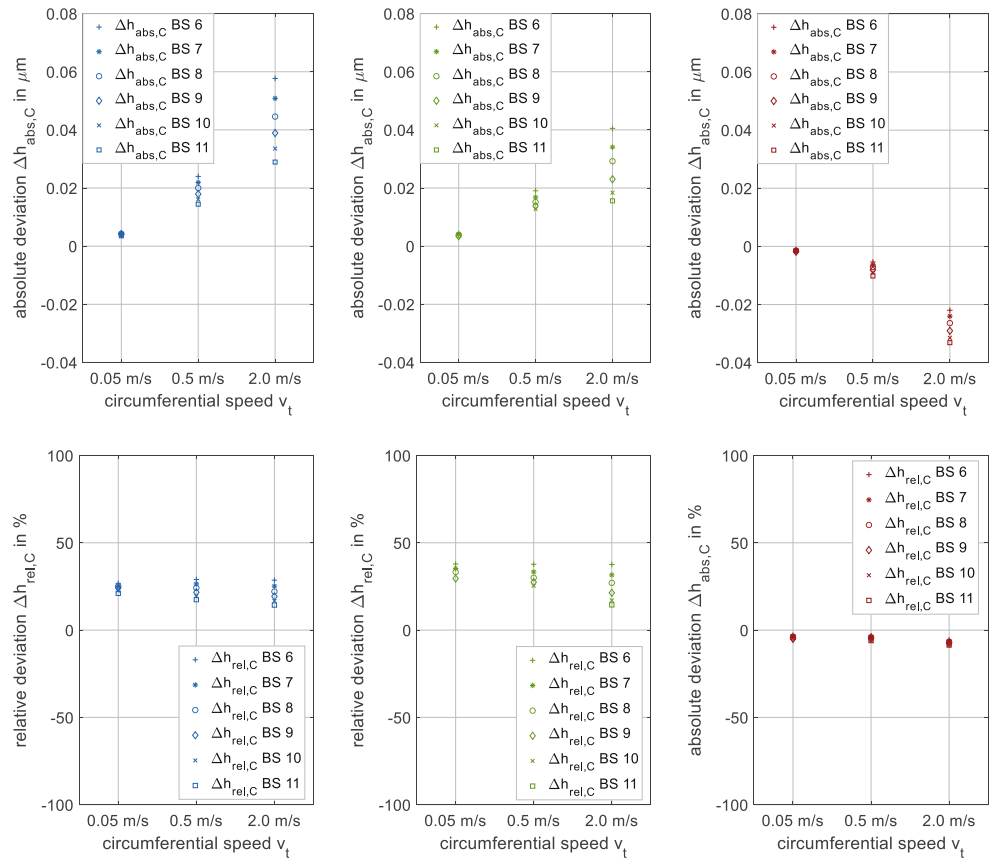 absolute deviation Δh_abs,C in μm
0.08
0.06
0.04
0.02
0
-0.02
-0.04
Δh_abs,C BS 6
Δh_abs,C BS 7
Δh_abs,C BS 8
Δh_abs,C BS 9
Δh_abs,C BS 10
Δh_abs,C BS 11
0.05 m/s 0.5 m/s 2.0 m/s
circumferential speed v_t
absolute deviation Δh_abs,C in μm
0.08
0.06
0.04
0.02
0
-0.02
-0.04
Δh_abs,C BS 6
Δh_abs,C BS 7
Δh_abs,C BS 8
Δh_abs,C BS 9
Δh_abs,C BS 10
Δh_abs,C BS 11
0.05 m/s 0.5 m/s 2.0 m/s
circumferential speed v_t
absolute deviation Δh_abs,C in μm
0.08
0.06
0.04
0.02
0
-0.02
-0.04
Δh_abs,C BS 6
Δh_abs,C BS 7
Δh_abs,C BS 8
Δh_abs,C BS 9
Δh_abs,C BS 10
Δh_abs,C BS 11
0.05 m/s 0.5 m/s 2.0 m/s
circumferential speed v_t
relative deviation Δh_rel,C in %
100
50
0
-50
-100
Δh_rel,C BS 6
Δh_rel,C BS 7
Δh_rel,C BS 8
Δh_rel,C BS 9
Δh_rel,C BS 10
Δh_rel,C BS 11
0.05 m/s 0.5 m/s 2.0 m/s
circumferential speed v_t
relative deviation Δh_rel,C in %
100
50
0
-50
-100
Δh_rel,C BS 6
Δh_rel,C BS 7
Δh_rel,C BS 8
Δh_rel,C BS 9
Δh_rel,C BS 10
Δh_rel,C BS 11
0.05 m/s 0.5 m/s 2.0 m/s
circumferential speed v_t
absolute deviation Δh_abs,C in %
100
50
0
-50
-100
Δh_rel,C BS 6
Δh_rel,C BS 7
Δh_rel,C BS 8
Δh_rel,C BS 9
Δh_rel,C BS 10
Δh_rel,C BS 11
0.05 m/s 0.5 m/s 2.0 m/s
circumferential speed v_t